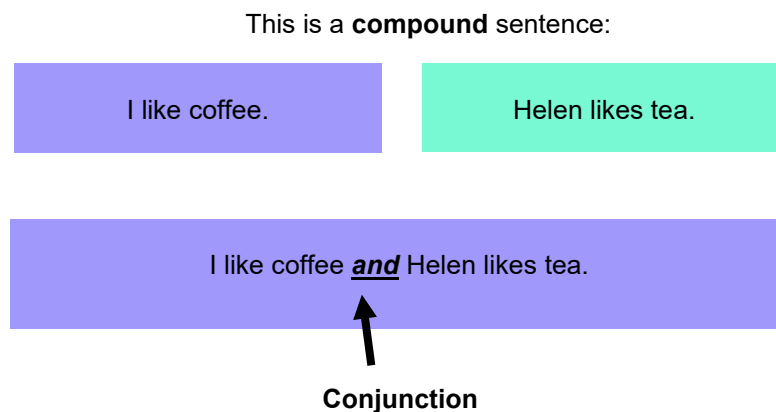 This is a compound sentence:
I like coffee.
Helen likes tea.
I like coffee and Helen likes tea.
Conjunction